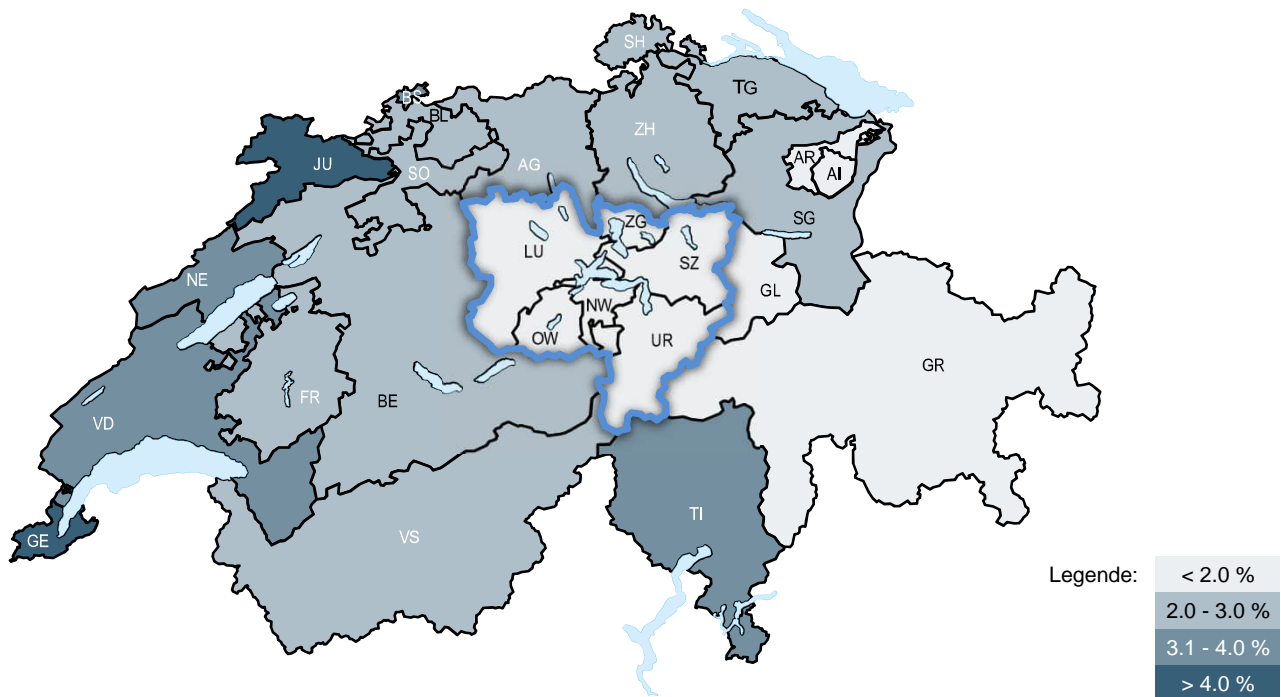 SH
BS
TG
BL
ZH
AR
JU
AG
SO
AI
SG
ZG
LU
SZ
NE
GL
NW
OW
UR
GR
FR
BE
VD
TI
VS
GE
Legende:
< 2.0 %
2.0 - 3.0 %
3.1 - 4.0 %
> 4.0 %